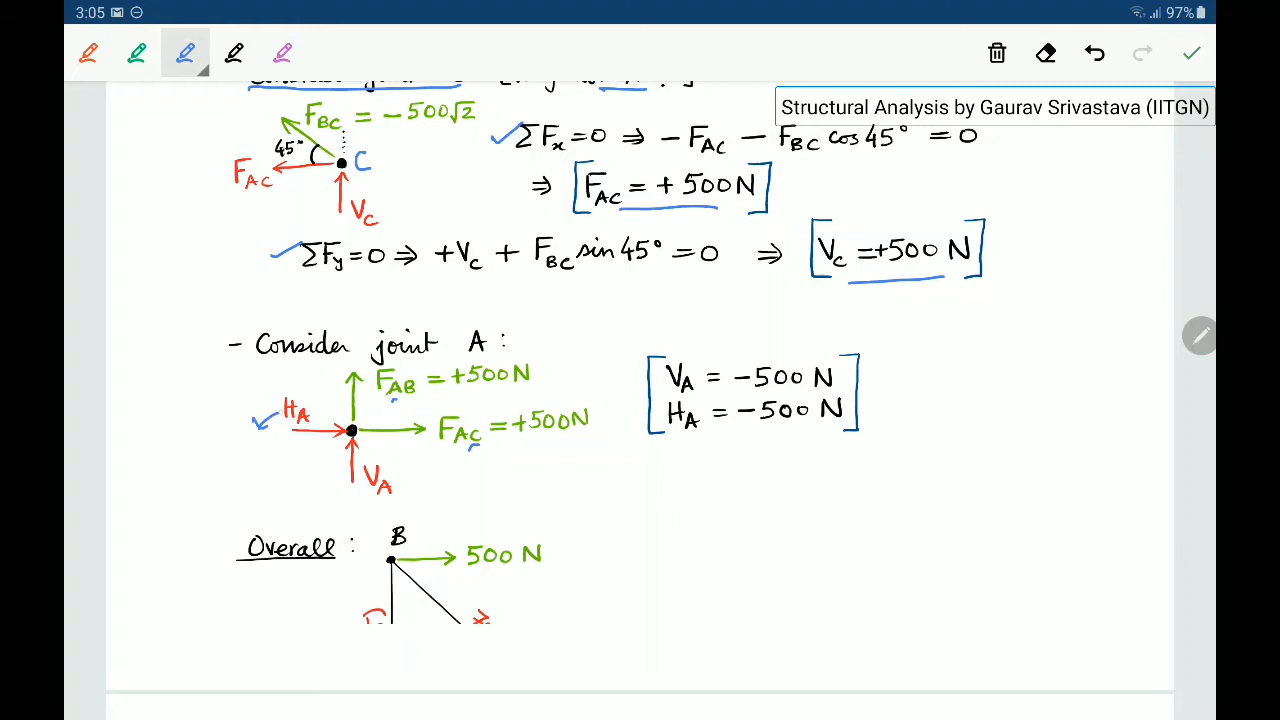 3:05 97%
Structural Analysis by Gaurav Srivastava (IITGN)
F_BC = -500√2
45°
F_AC
C
V_C
ΣF_x=0 ⇒ -F_AC - F_BC cos 45° = 0
⇒ [F_AC = +500 N]
ΣF_y=0 ⇒ +V_C + F_BC sin 45° = 0 ⇒ [V_C = +500 N]
- Consider joint A :
F_AB = +500 N
H_A
F_AC = +500N
V_A
V_A = -500 N
H_A = -500 N
Overall :
B
500 N